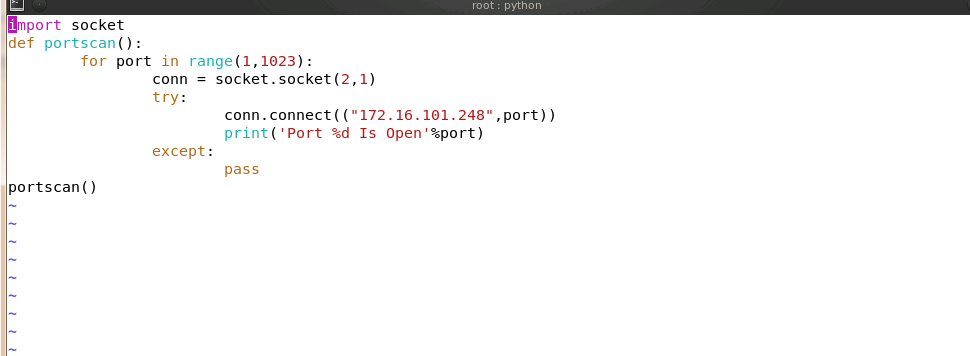 root : python
import socket
def portscan():
        for port in range(1,1023):
                conn = socket.socket(2,1)
                try:
                        conn.connect(("172.16.101.248",port))
                        print('Port %d Is Open'%port)
                except:
                        pass
portscan()
~
~
~
~
~
~
~
~
~